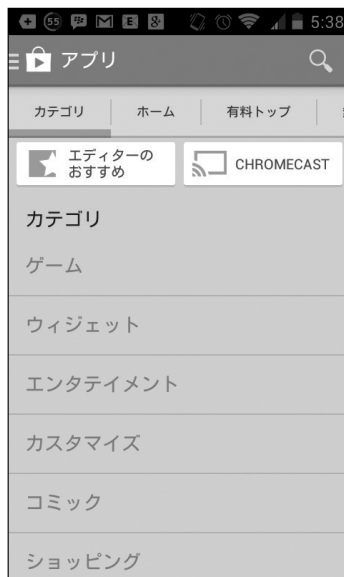 55 5:38
アプリ
カテゴリ ホーム 有料トップ
エディターの
おすすめ
CHROMECAST
カテゴリ
ゲーム
ウィジェット
エンタテイメント
カスタマイズ
コミック
ショッピング